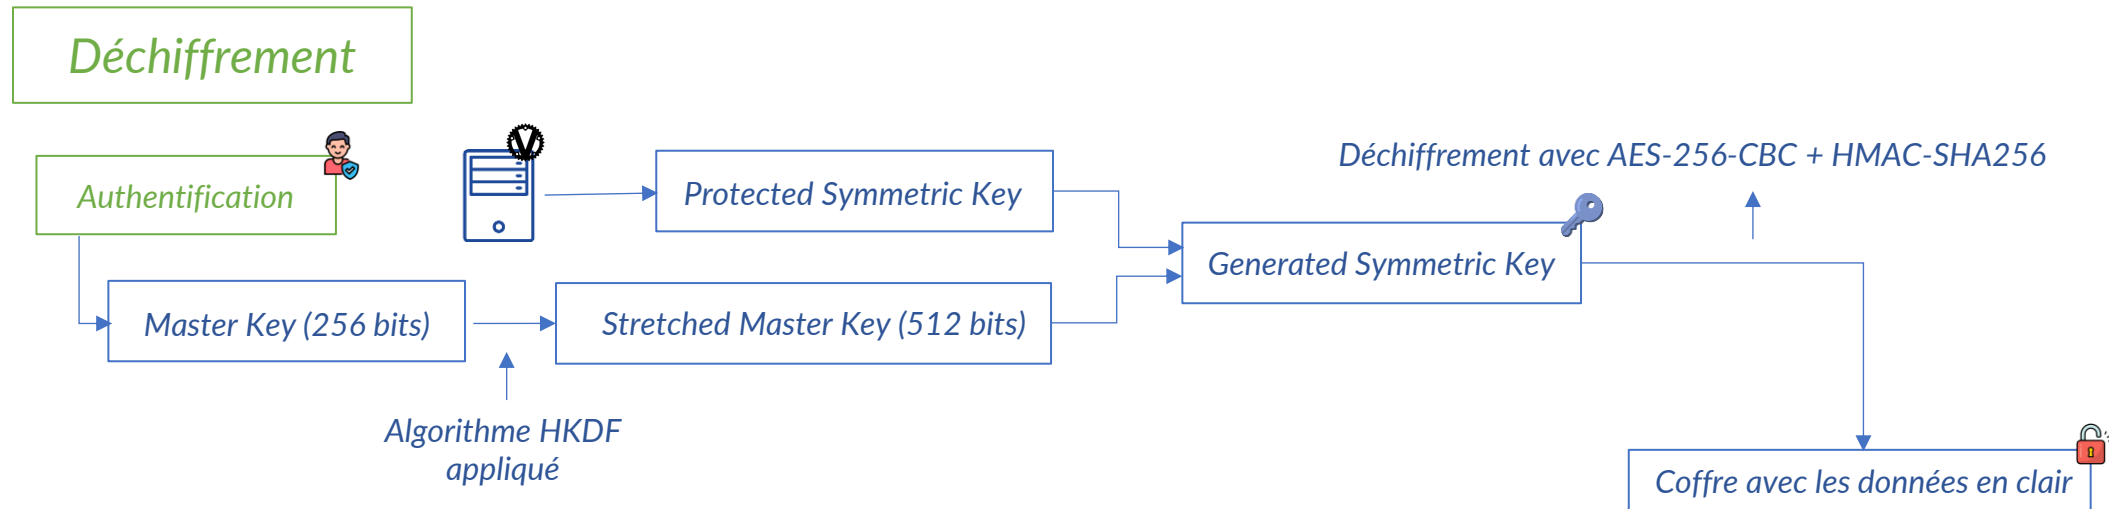 Déchiffrement
Déchiffrement avec AES-256-CBC + HMAC-SHA256
Authentification
Protected Symmetric Key
Generated Symmetric Key
Master Key (256 bits)
Stretched Master Key (512 bits)
Algorithme HKDF
appliqué
Coffre avec les données en clair